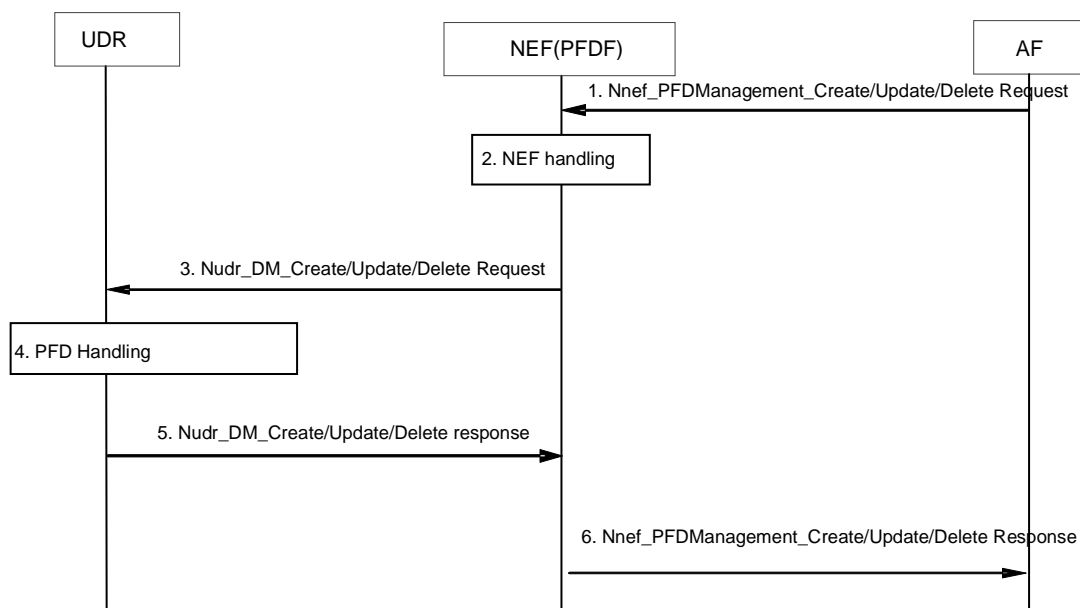 UDR
NEF(PFDF)
AF
1. Nnef_PFDManagement_Create/Update/Delete Request
2. NEF handling
3. Nudr_DM_Create/Update/Delete Request
4. PFD Handling
5. Nudr_DM_Create/Update/Delete response
6. Nnef_PFDManagement_Create/Update/Delete Response